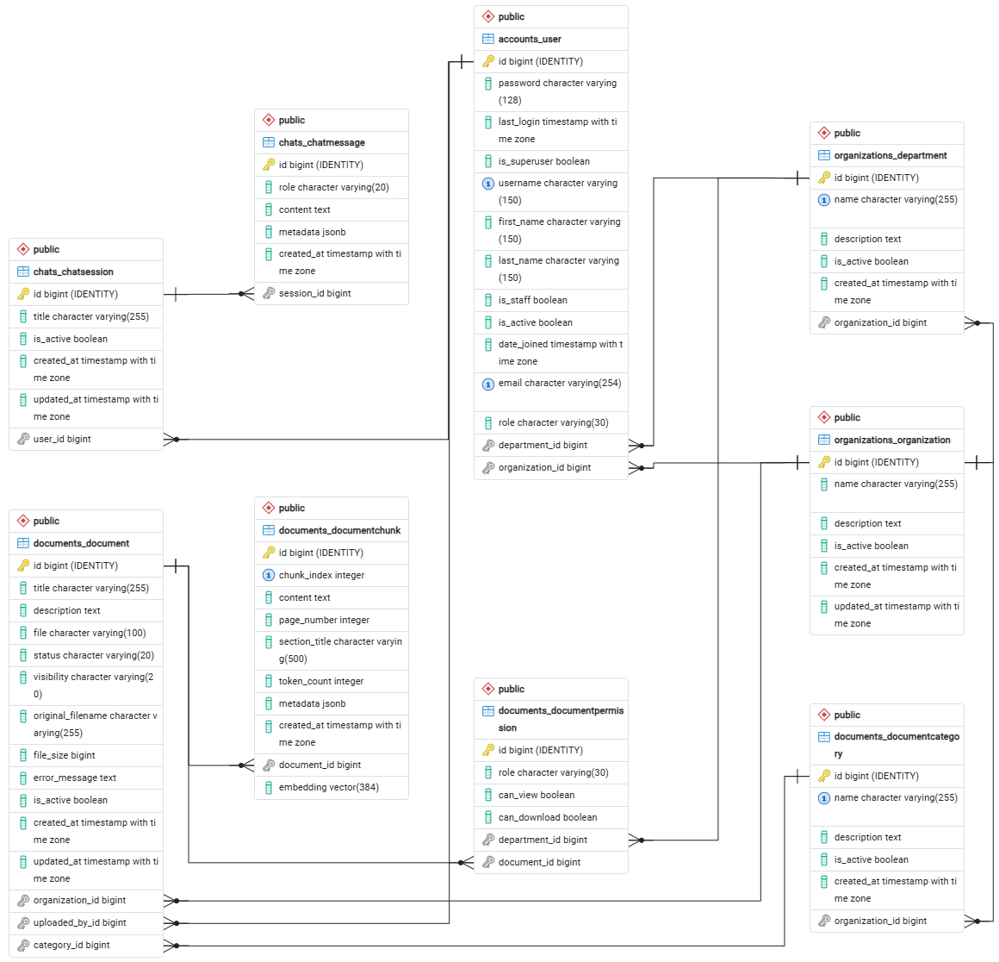 public
accounts_user
id bigint (IDENTITY)
password character varying
(128)
last_login timestamp with ti
me zone
is_superuser boolean
username character varying
(150)
first_name character varying
(150)
last_name character varying
(150)
is_staff boolean
is_active boolean
date_joined timestamp with t
ime zone
email character varying(254)
role character varying(30)
department_id bigint
organization_id bigint
public
chats_chatmessage
id bigint (IDENTITY)
role character varying(20)
content text
metadata jsonb
created_at timestamp with ti
me zone
session_id bigint
public
organizations_department
id bigint (IDENTITY)
name character varying(255)
description text
is_active boolean
created_at timestamp with ti
me zone
organization_id bigint
public
chats_chatsession
id bigint (IDENTITY)
title character varying(255)
is_active boolean
created_at timestamp with ti
me zone
updated_at timestamp with ti
me zone
user_id bigint
public
organizations_organization
id bigint (IDENTITY)
name character varying(255)
description text
is_active boolean
created_at timestamp with ti
me zone
updated_at timestamp with ti
me zone
public
documents_document
id bigint (IDENTITY)
title character varying(255)
description text
file character varying(100)
status character varying(20)
visibility character varying(2
0)
original_filename character v
arying(255)
file_size bigint
error_message text
is_active boolean
created_at timestamp with ti
me zone
updated_at timestamp with ti
me zone
organization_id bigint
uploaded_by_id bigint
category_id bigint
public
documents_documentchunk
id bigint (IDENTITY)
chunk_index integer
content text
page_number integer
section_title character varyin
g(500)
token_count integer
metadata jsonb
created_at timestamp with ti
me zone
document_id bigint
embedding vector(384)
public
documents_documentpermis
sion
id bigint (IDENTITY)
role character varying(30)
can_view boolean
can_download boolean
department_id bigint
document_id bigint
public
documents_documentcatego
ry
id bigint (IDENTITY)
name character varying(255)
description text
is_active boolean
created_at timestamp with ti
me zone
organization_id bigint